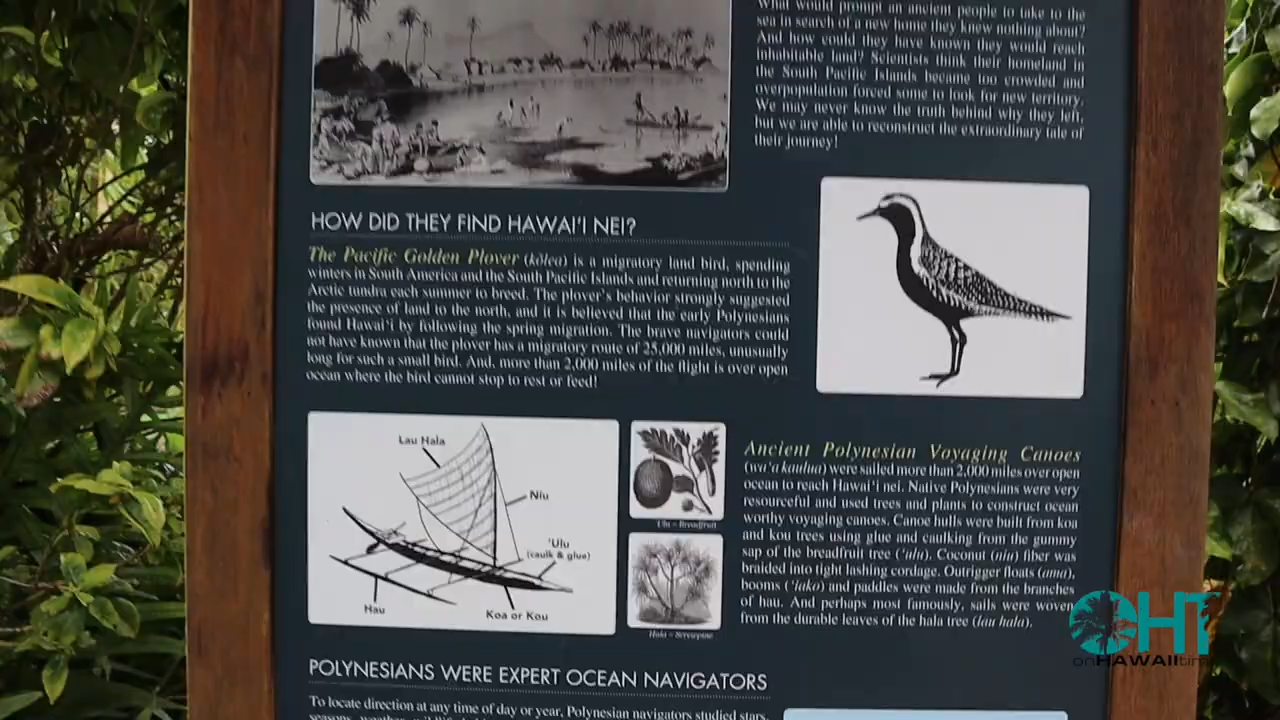 What would prompt an ancient people to take to the
sea in search of a new home they knew nothing about?
And how could they have known they would reach
inhabitable land? Scientists think their homeland in
the South Pacific Islands became too crowded and
overpopulation forced some to look for new territory.
We may never know the truth behind why they left,
but we are able to reconstruct the extraordinary tale of
their journey!
HOW DID THEY FIND HAWAI'I NEI?
The Pacific Golden Plover (kōlea) is a migratory land bird, spending
winters in South America and the South Pacific Islands and returning north to the
Arctic tundra each summer to breed. The plover's behavior strongly suggested
the presence of land to the north, and it is believed that the early Polynesians
found Hawai'i by following the spring migration. The brave navigators could
not have known that the plover has a migratory route of 25,000 miles, unusually
long for such a small bird. And, more than 2,000 miles of the flight is over open
ocean where the bird cannot stop to rest or feed!
Lau Hala
Niu
'Ulu
(caulk & glue)
Hau
Koa or Kou
Ulu = Breadfruit
Hala = Screwpine
Ancient Polynesian Voyaging Canoes
(wa'a kaulua) were sailed more than 2,000 miles over open
ocean to reach Hawai'i nei. Native Polynesians were very
resourceful and used trees and plants to construct ocean
worthy voyaging canoes. Canoe hulls were built from koa
and kou trees using glue and caulking from the gummy
sap of the breadfruit tree ('ulu). Coconut (niu) fiber was
braided into tight lashing cordage. Outrigger floats (ama),
booms ('iako) and paddles were made from the branches
of hau. And perhaps most famously, sails were woven
from the durable leaves of the hala tree (lau hala).
POLYNESIANS WERE EXPERT OCEAN NAVIGATORS
To locate direction at any time of day or year, Polynesian navigators studied stars,
OHT
onHAWAIItime